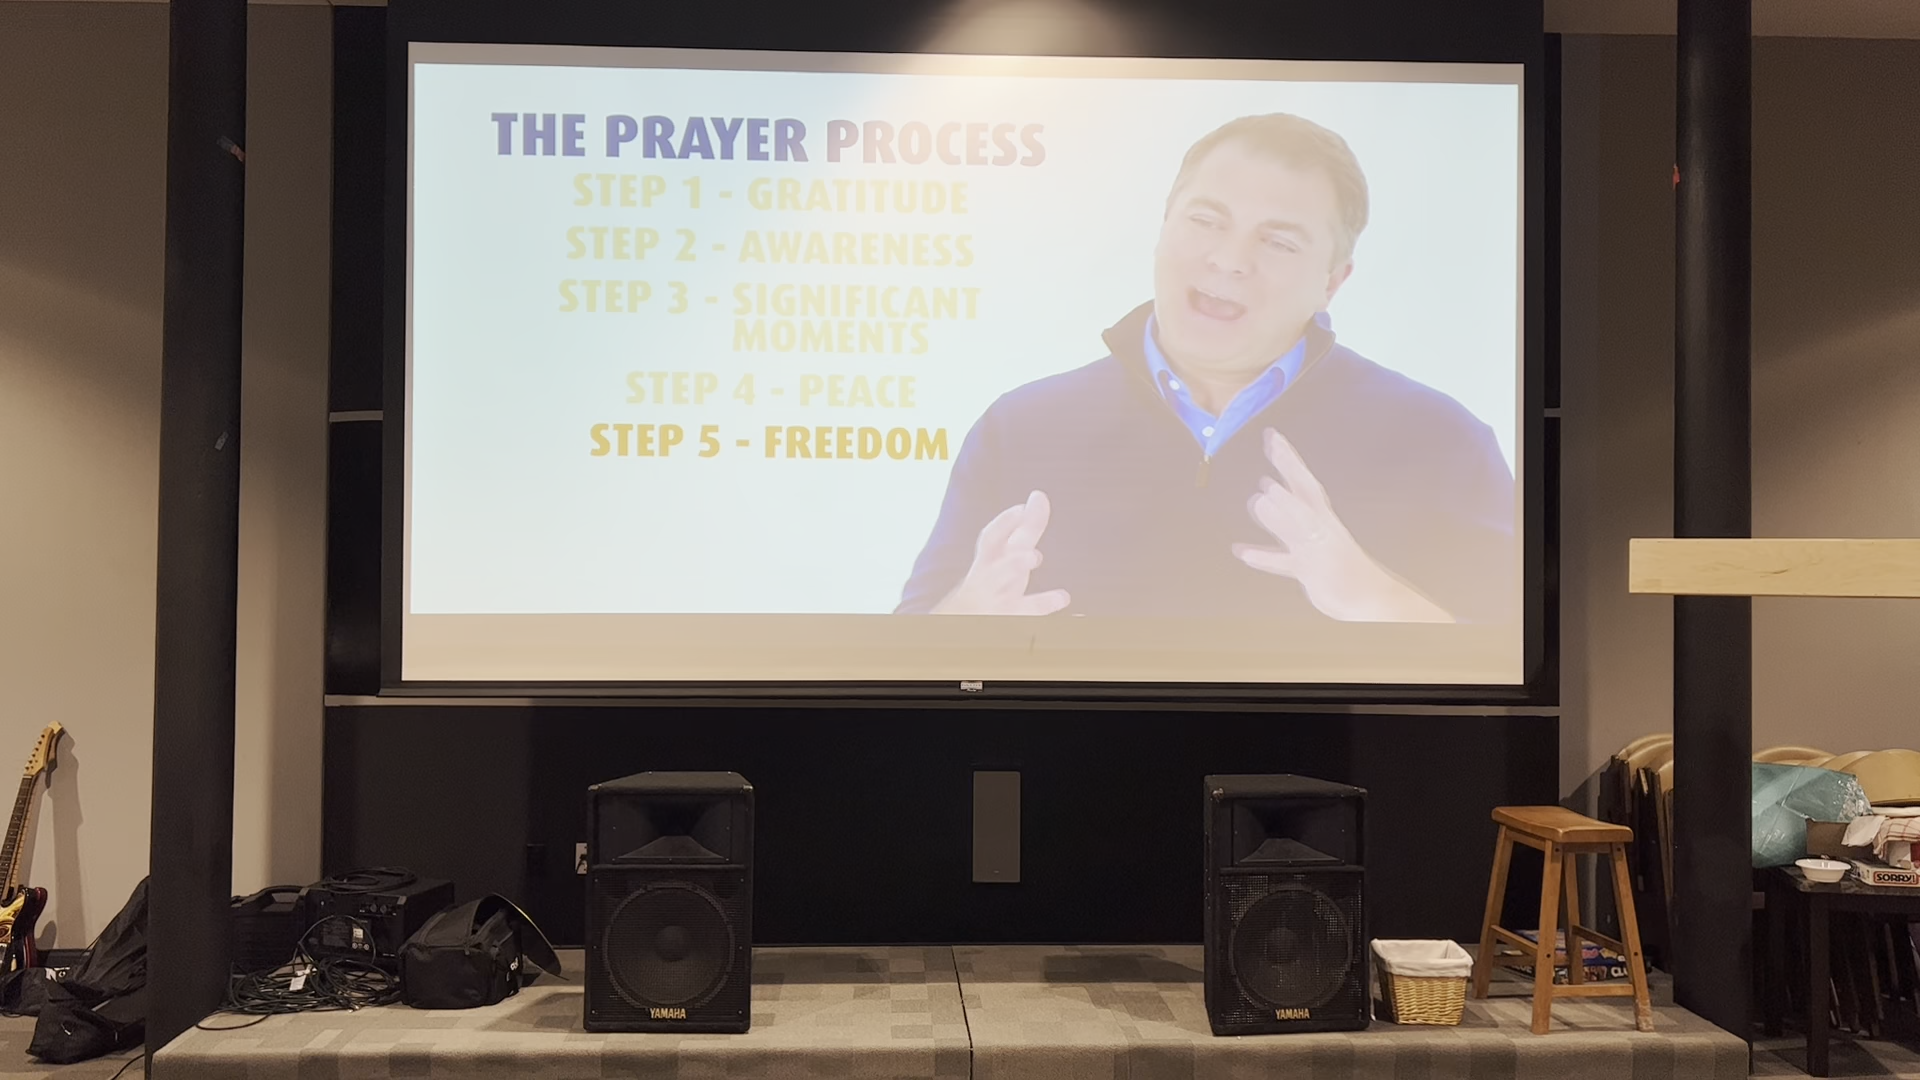 THE PRAYER PROCESS
STEP 1 - GRATITUDE
STEP 2 - AWARENESS
STEP 3 - SIGNIFICANT
MOMENTS
STEP 4 - PEACE
STEP 5 - FREEDOM
SORRY!
YAMAHA
YAMAHA